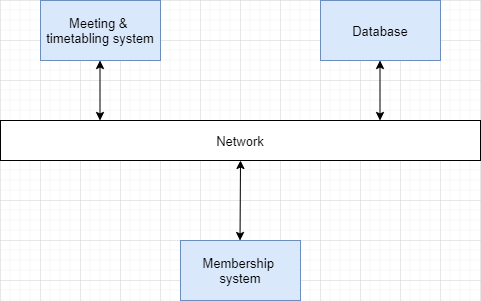 Meeting &
timetabling system
Database
Network
Membership
system